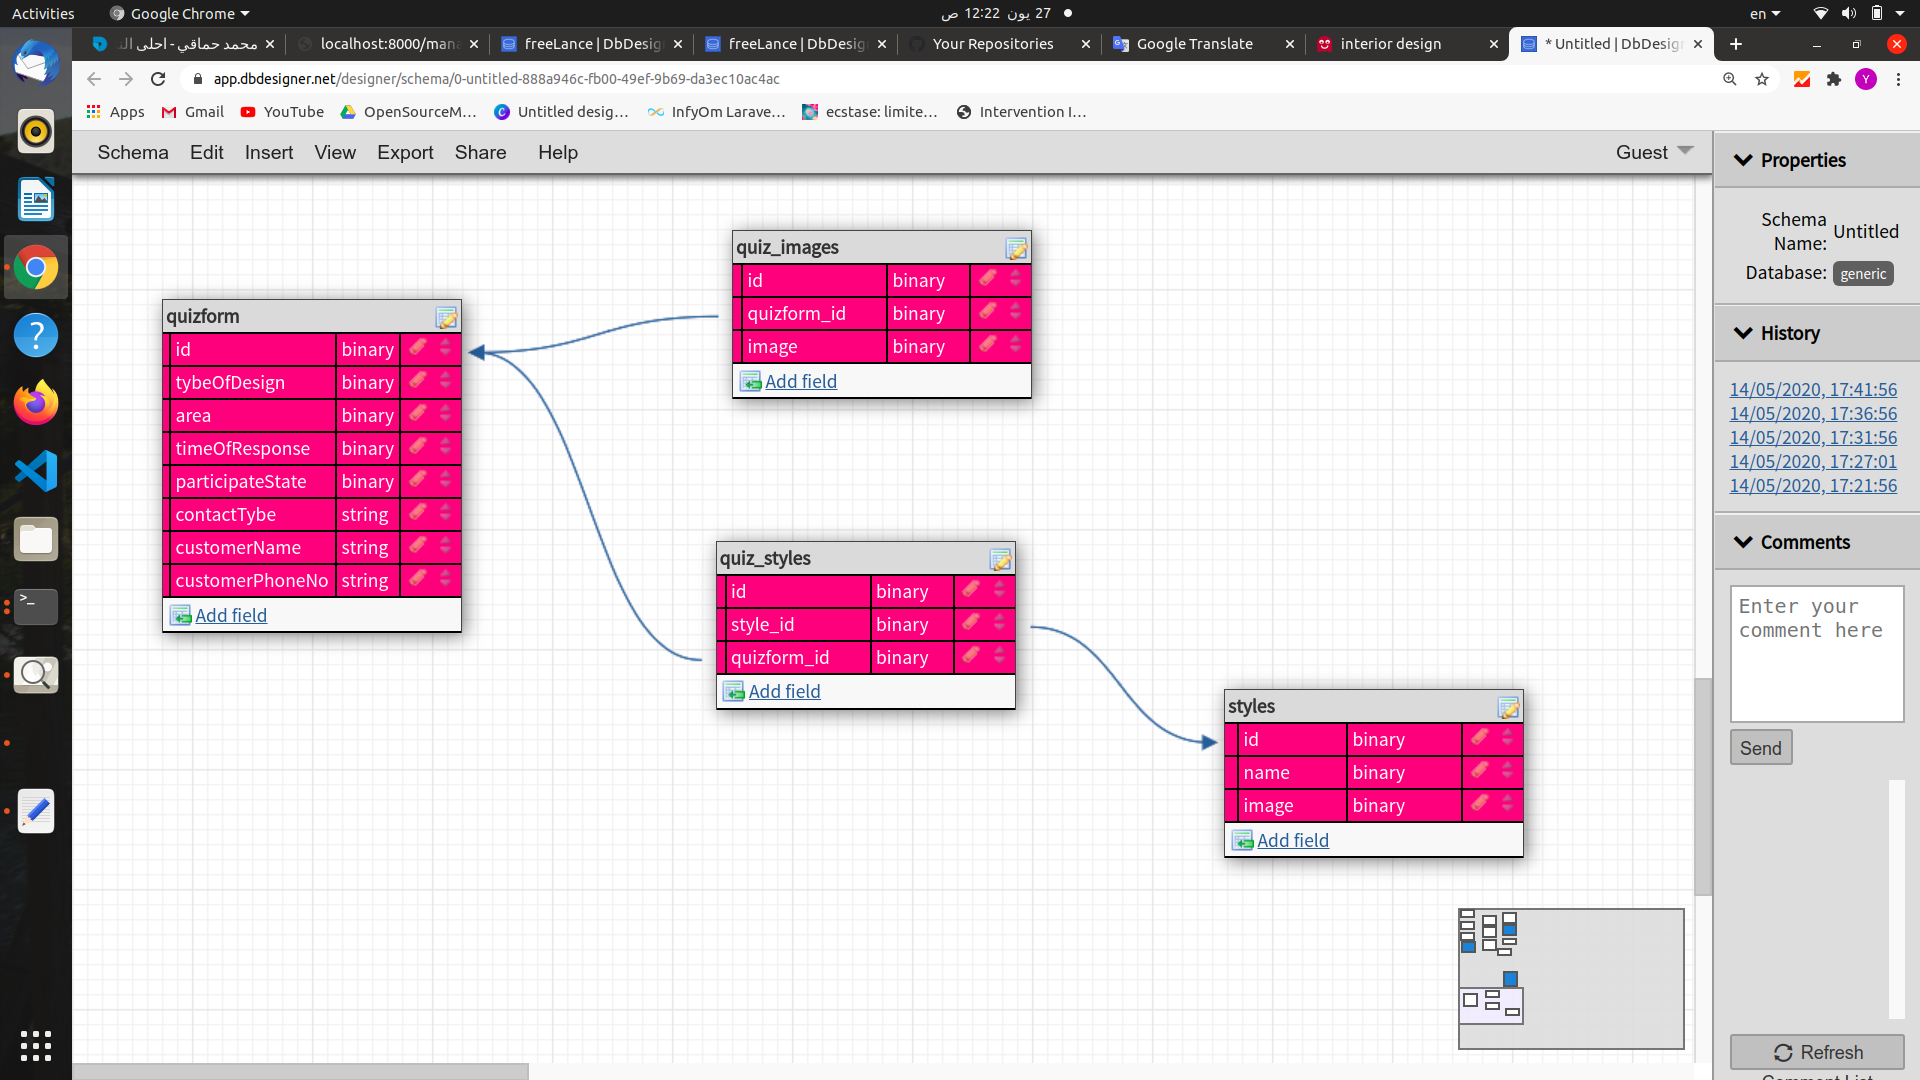 Activities
Google Chrome
27 يون 12:22 ص
en
محمد حماقي - احلى
localhost:8000/mana
freeLance | DbDesig
freeLance | DbDesig
Your Repositories
Google Translate
interior design
* Untitled | DbDesig
app.dbdesigner.net/designer/schema/0-untitled-888a946c-fb00-49ef-9b69-da3ec10ac4ac
Y
Apps
Gmail
YouTube
OpenSourceM...
Untitled desig...
InfyOm Larave...
ecstase: limite...
Intervention I...
Schema
Edit
Insert
View
Export
Share
Help
Guest
quizform
id binary
tybeOfDesign binary
area binary
timeOfResponse binary
participateState binary
contactTybe string
customerName string
customerPhoneNo string
Add field
quiz_images
id binary
quizform_id binary
image binary
Add field
quiz_styles
id binary
style_id binary
quizform_id binary
Add field
styles
id binary
name binary
image binary
Add field
Properties
Schema Name: Untitled
Database: generic
History
14/05/2020, 17:41:56
14/05/2020, 17:36:56
14/05/2020, 17:31:56
14/05/2020, 17:27:01
14/05/2020, 17:21:56
Comments
Enter your
comment here
Send
Refresh
Comment List